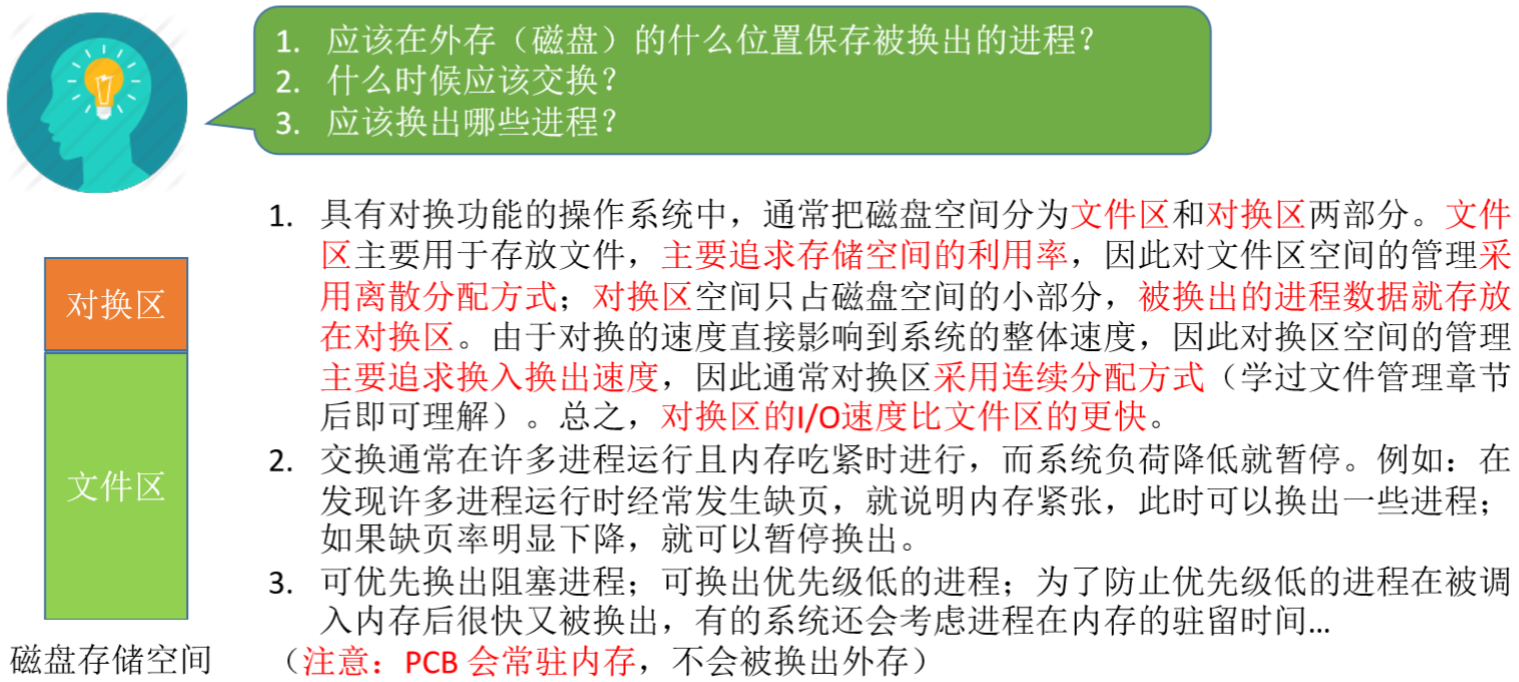 1. 应该在外存（磁盘）的什么位置保存被换出的进程？
2. 什么时候应该交换？
3. 应该换出哪些进程？
1. 具有对换功能的操作系统中，通常把磁盘空间分为文件区和对换区两部分。文件
区主要用于存放文件，主要追求存储空间的利用率，因此对文件区空间的管理采
用离散分配方式；对换区空间只占磁盘空间的小部分，被换出的进程数据就存放
在对换区。由于对换的速度直接影响到系统的整体速度，因此对换区空间的管理
主要追求换入换出速度，因此通常对换区采用连续分配方式（学过文件管理章节
后即可理解）。总之，对换区的I/O速度比文件区的更快。
2. 交换通常在许多进程运行且内存吃紧时进行，而系统负荷降低就暂停。例如：在
发现许多进程运行时经常发生缺页，就说明内存紧张，此时可以换出一些进程；
如果缺页率明显下降，就可以暂停换出。
3. 可优先换出阻塞进程；可换出优先级低的进程；为了防止优先级低的进程在被调
入内存后很快又被换出，有的系统还会考虑进程在内存的驻留时间…
（注意：PCB 会常驻内存，不会被换出外存）
对换区
文件区
磁盘存储空间